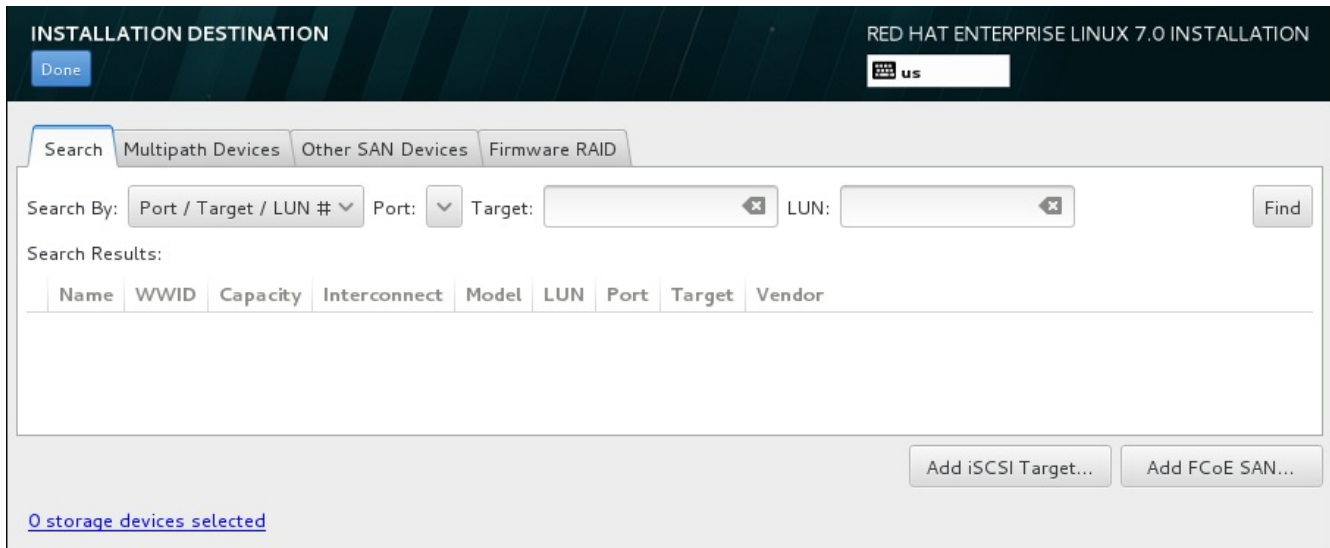 INSTALLATION DESTINATION
RED HAT ENTERPRISE LINUX 7.0 INSTALLATION
Done
us
Search Multipath Devices Other SAN Devices Firmware RAID
Search By: Port / Target / LUN # Port: Target: LUN: Find
Search Results:
Name WWID Capacity Interconnect Model LUN Port Target Vendor
Add iSCSI Target... Add FCoE SAN...
0 storage devices selected